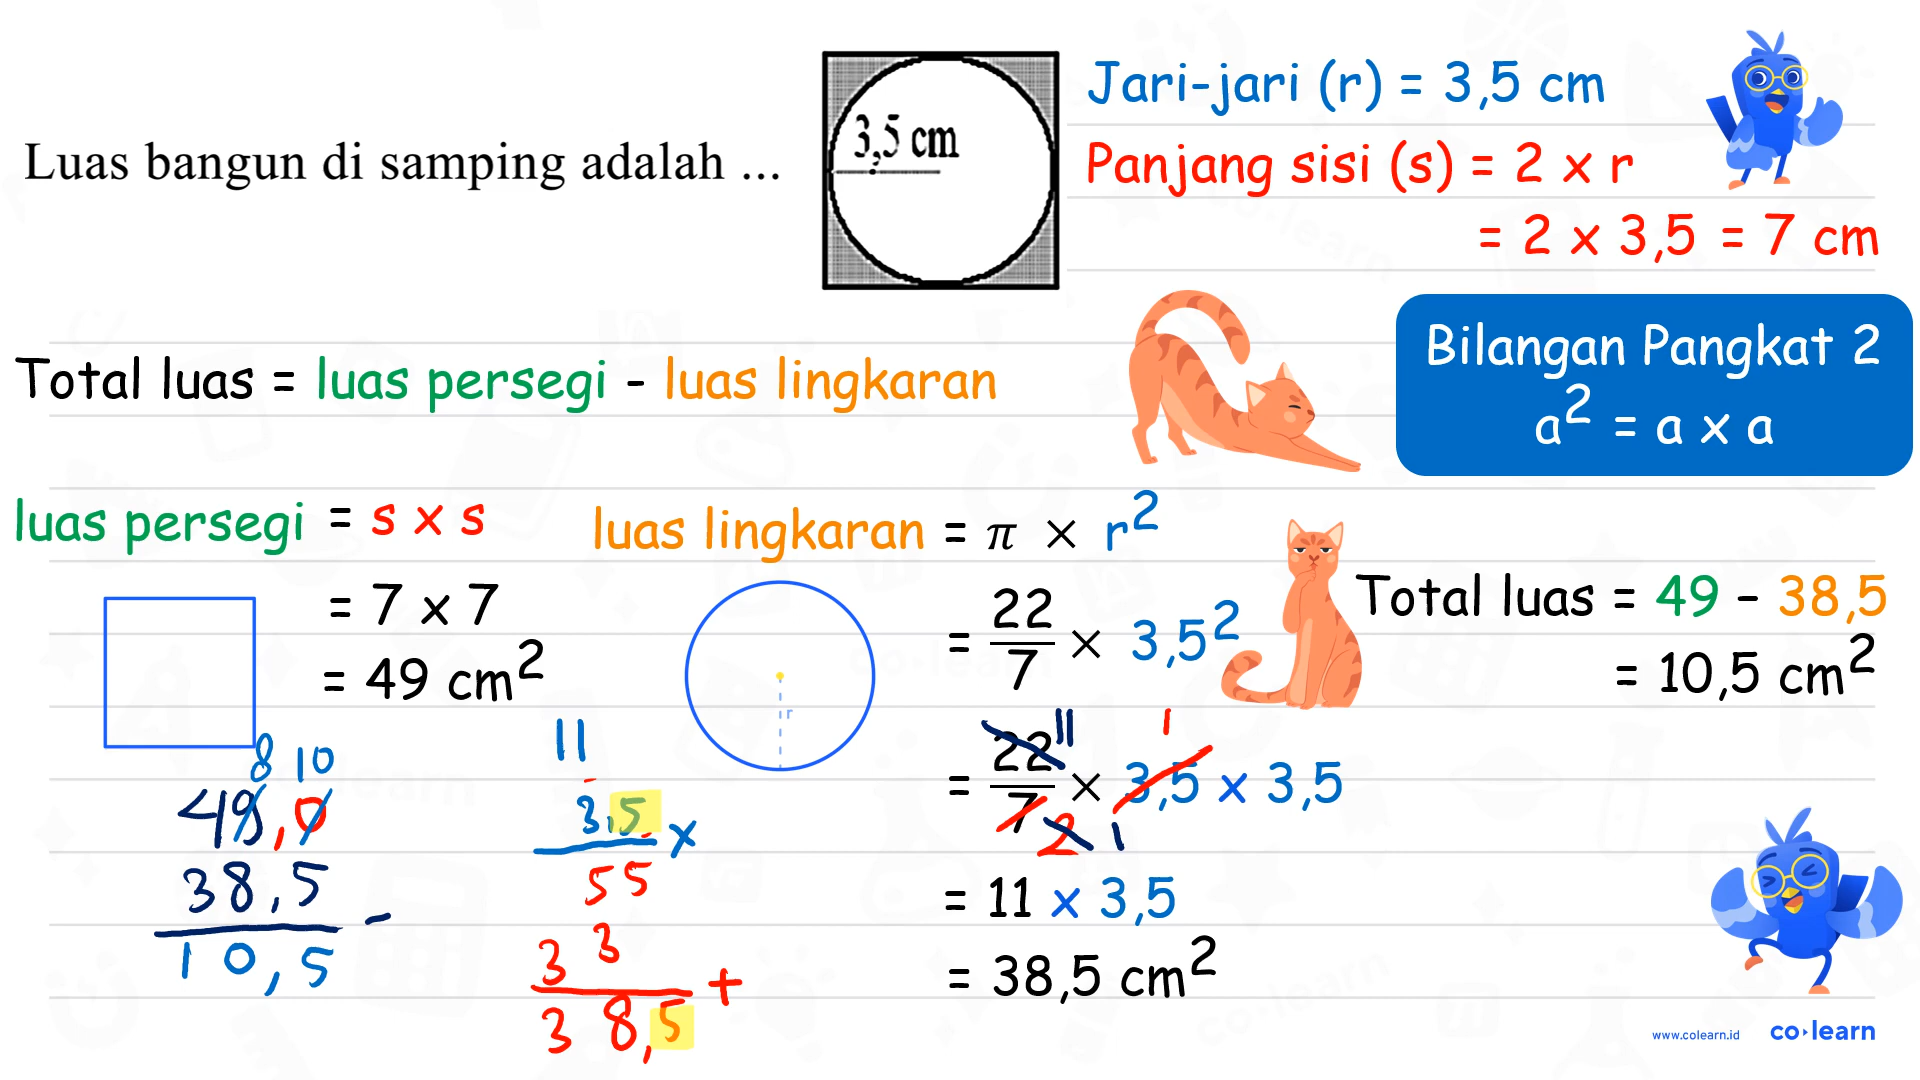 Luas bangun di samping adalah ...
3,5 cm
Jari-jari (r) = 3,5 cm
Panjang sisi (s) = 2 x r
= 2 x 3,5 = 7 cm
Total luas = luas persegi - luas lingkaran
Bilangan Pangkat 2
a² = a x a
luas persegi = s x s
= 7 x 7
= 49 cm²
luas lingkaran = π × r²
= 22/7 × 3,5²
r
= 22/7 × 3,5 x 3,5
11 1
2 1
= 11 x 3,5
= 38,5 cm²
Total luas = 49 - 38,5
= 10,5 cm²
8 10
49,0
38,5 -
10,5
11
3,5 x
55
33 +
38,5
www.colearn.id co·learn